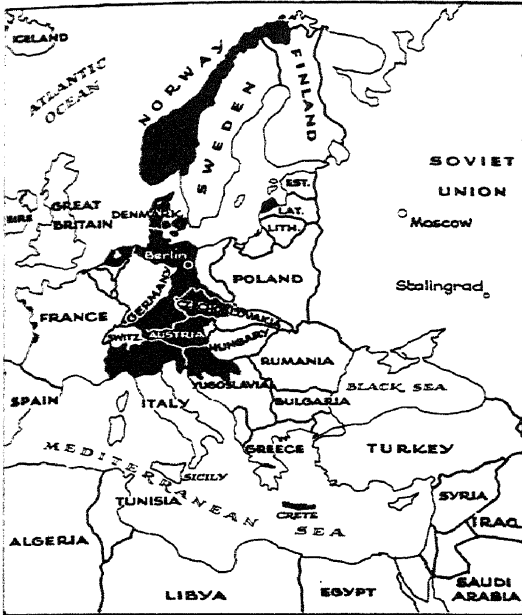 ICELAND
ATLANTIC
OCEAN
NORWAY
SWEDEN
FINLAND
SOVIET
UNION
EST.
LAT.
LITH.
Moscow
EIRE
GREAT
BRITAIN
DENMARK
Berlin
GERMANY
POLAND
Stalingrad
CZECHOSLOVAKIA
FRANCE
SWITZ.
AUSTRIA
HUNGARY
RUMANIA
YUGOSLAVIA
BLACK SEA
SPAIN
ITALY
BULGARIA
MEDITERRANEAN
SEA
GREECE
TURKEY
SICILY
TUNISIA
CRETE
SYRIA
IRAQ
ALGERIA
LIBYA
EGYPT
SAUDI
ARABIA